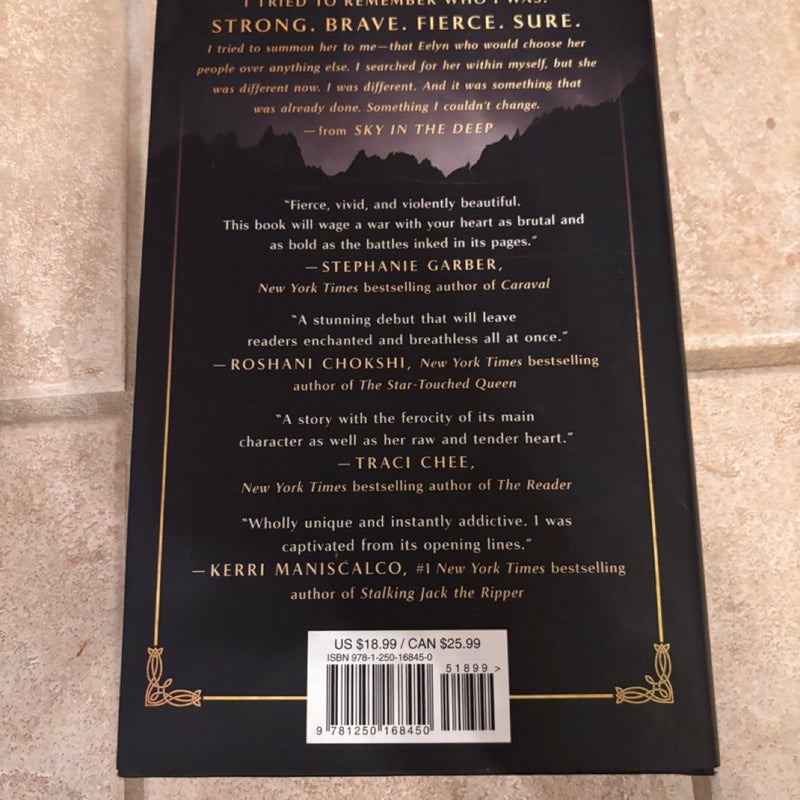 I TRIED TO REMEMBER WHO I WAS.
STRONG. BRAVE. FIERCE. SURE.
I tried to summon her to me—that Eelyn who would choose her
people over anything else. I searched for her within myself, but she
was different now. I was different. And it was something that
was already done. Something I couldn't change.
—from SKY IN THE DEEP
"Fierce, vivid, and violently beautiful.
This book will wage a war with your heart as brutal and
as bold as the battles inked in its pages."
—STEPHANIE GARBER,
New York Times bestselling author of Caraval
"A stunning debut that will leave
readers enchanted and breathless all at once."
—ROSHANI CHOKSHI, New York Times bestselling
author of The Star-Touched Queen
"A story with the ferocity of its main
character as well as her raw and tender heart."
—TRACI CHEE,
New York Times bestselling author of The Reader
"Wholly unique and instantly addictive. I was
captivated from its opening lines."
—KERRI MANISCALCO, #1 New York Times bestselling
author of Stalking Jack the Ripper
US $18.99 / CAN $25.99
ISBN 978-1-250-16845-0
51899 >
9 781250 168450